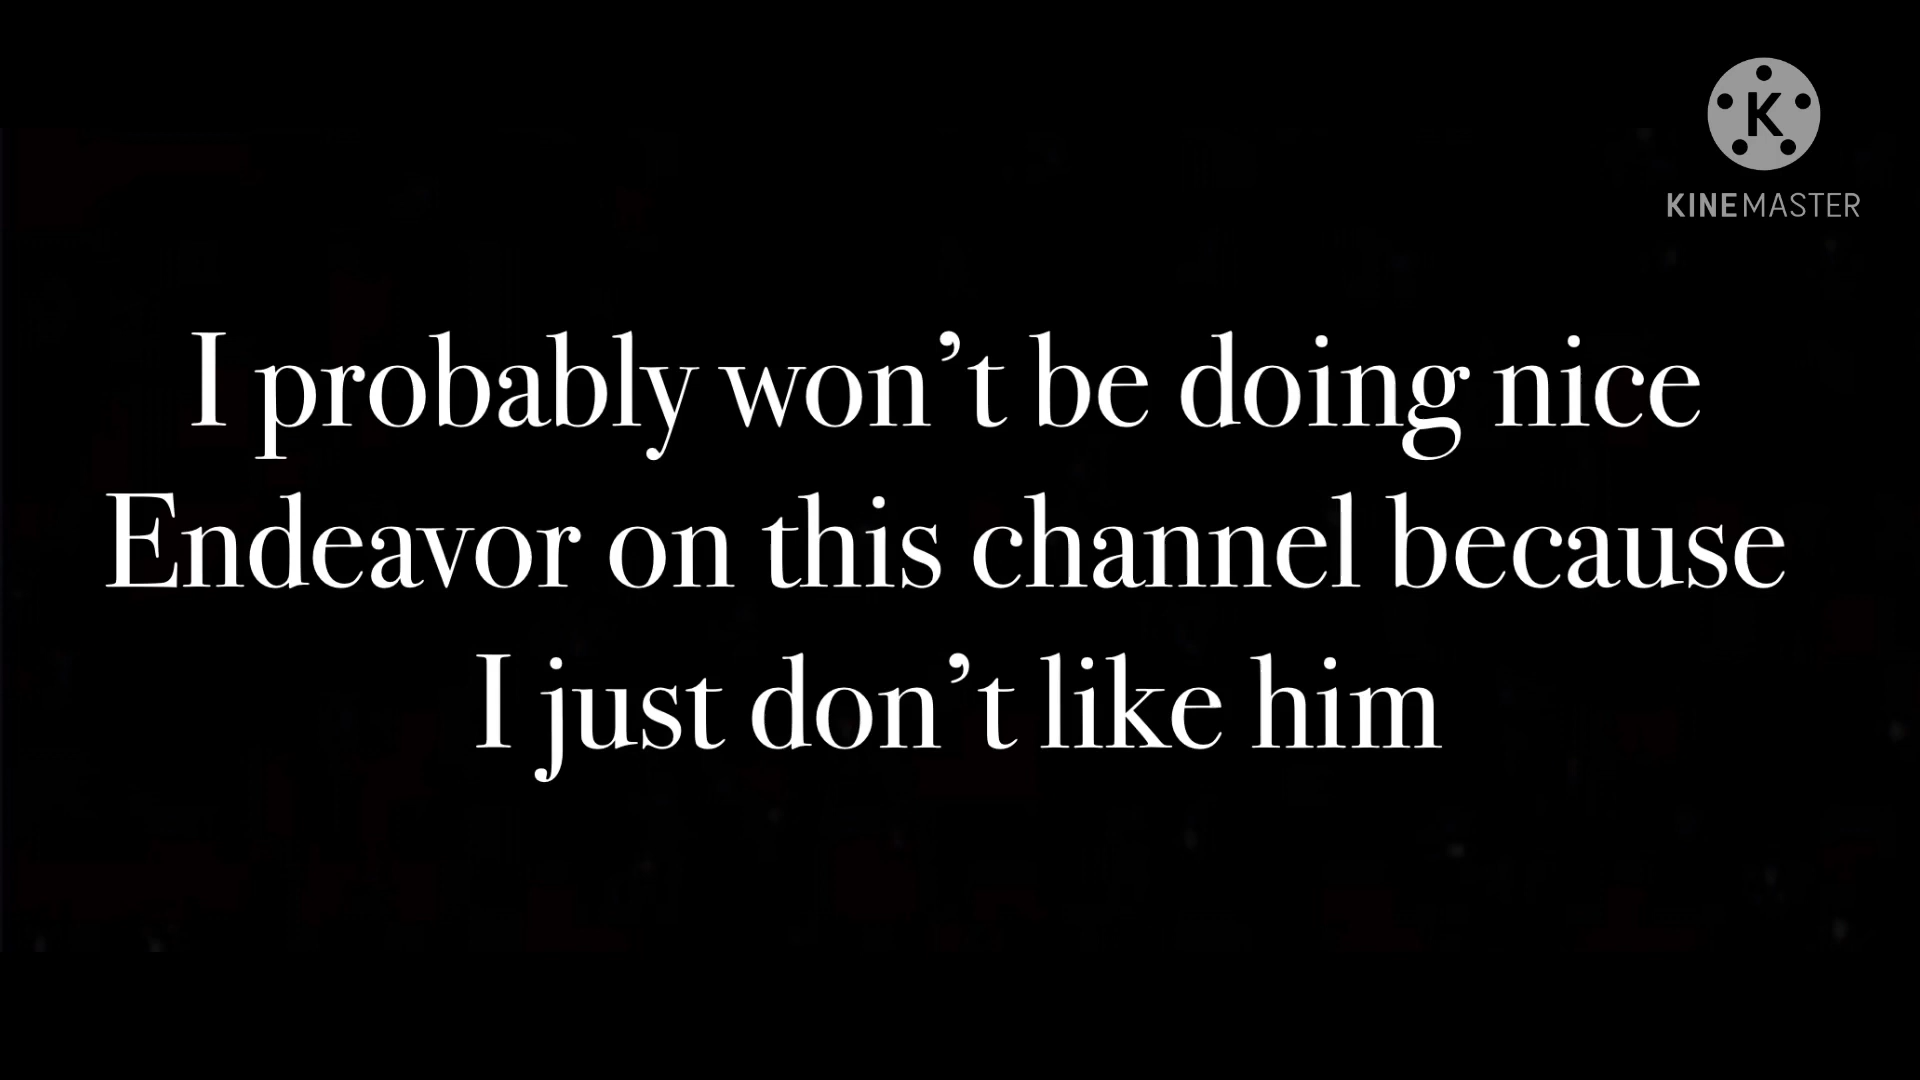 K
KINEMASTER
I probably won't be doing nice
Endeavor on this channel because
I just don't like him